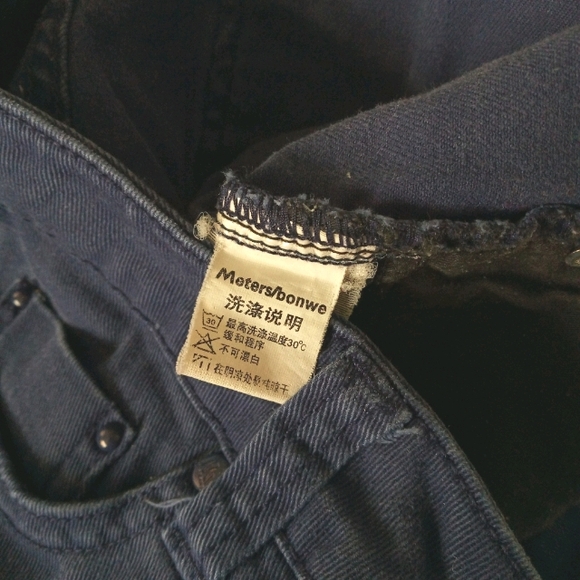 Meters/bonwe
洗涤说明
30
最高洗涤温度30℃
缓和程序
不可漂白
在阴凉处悬挂晾干